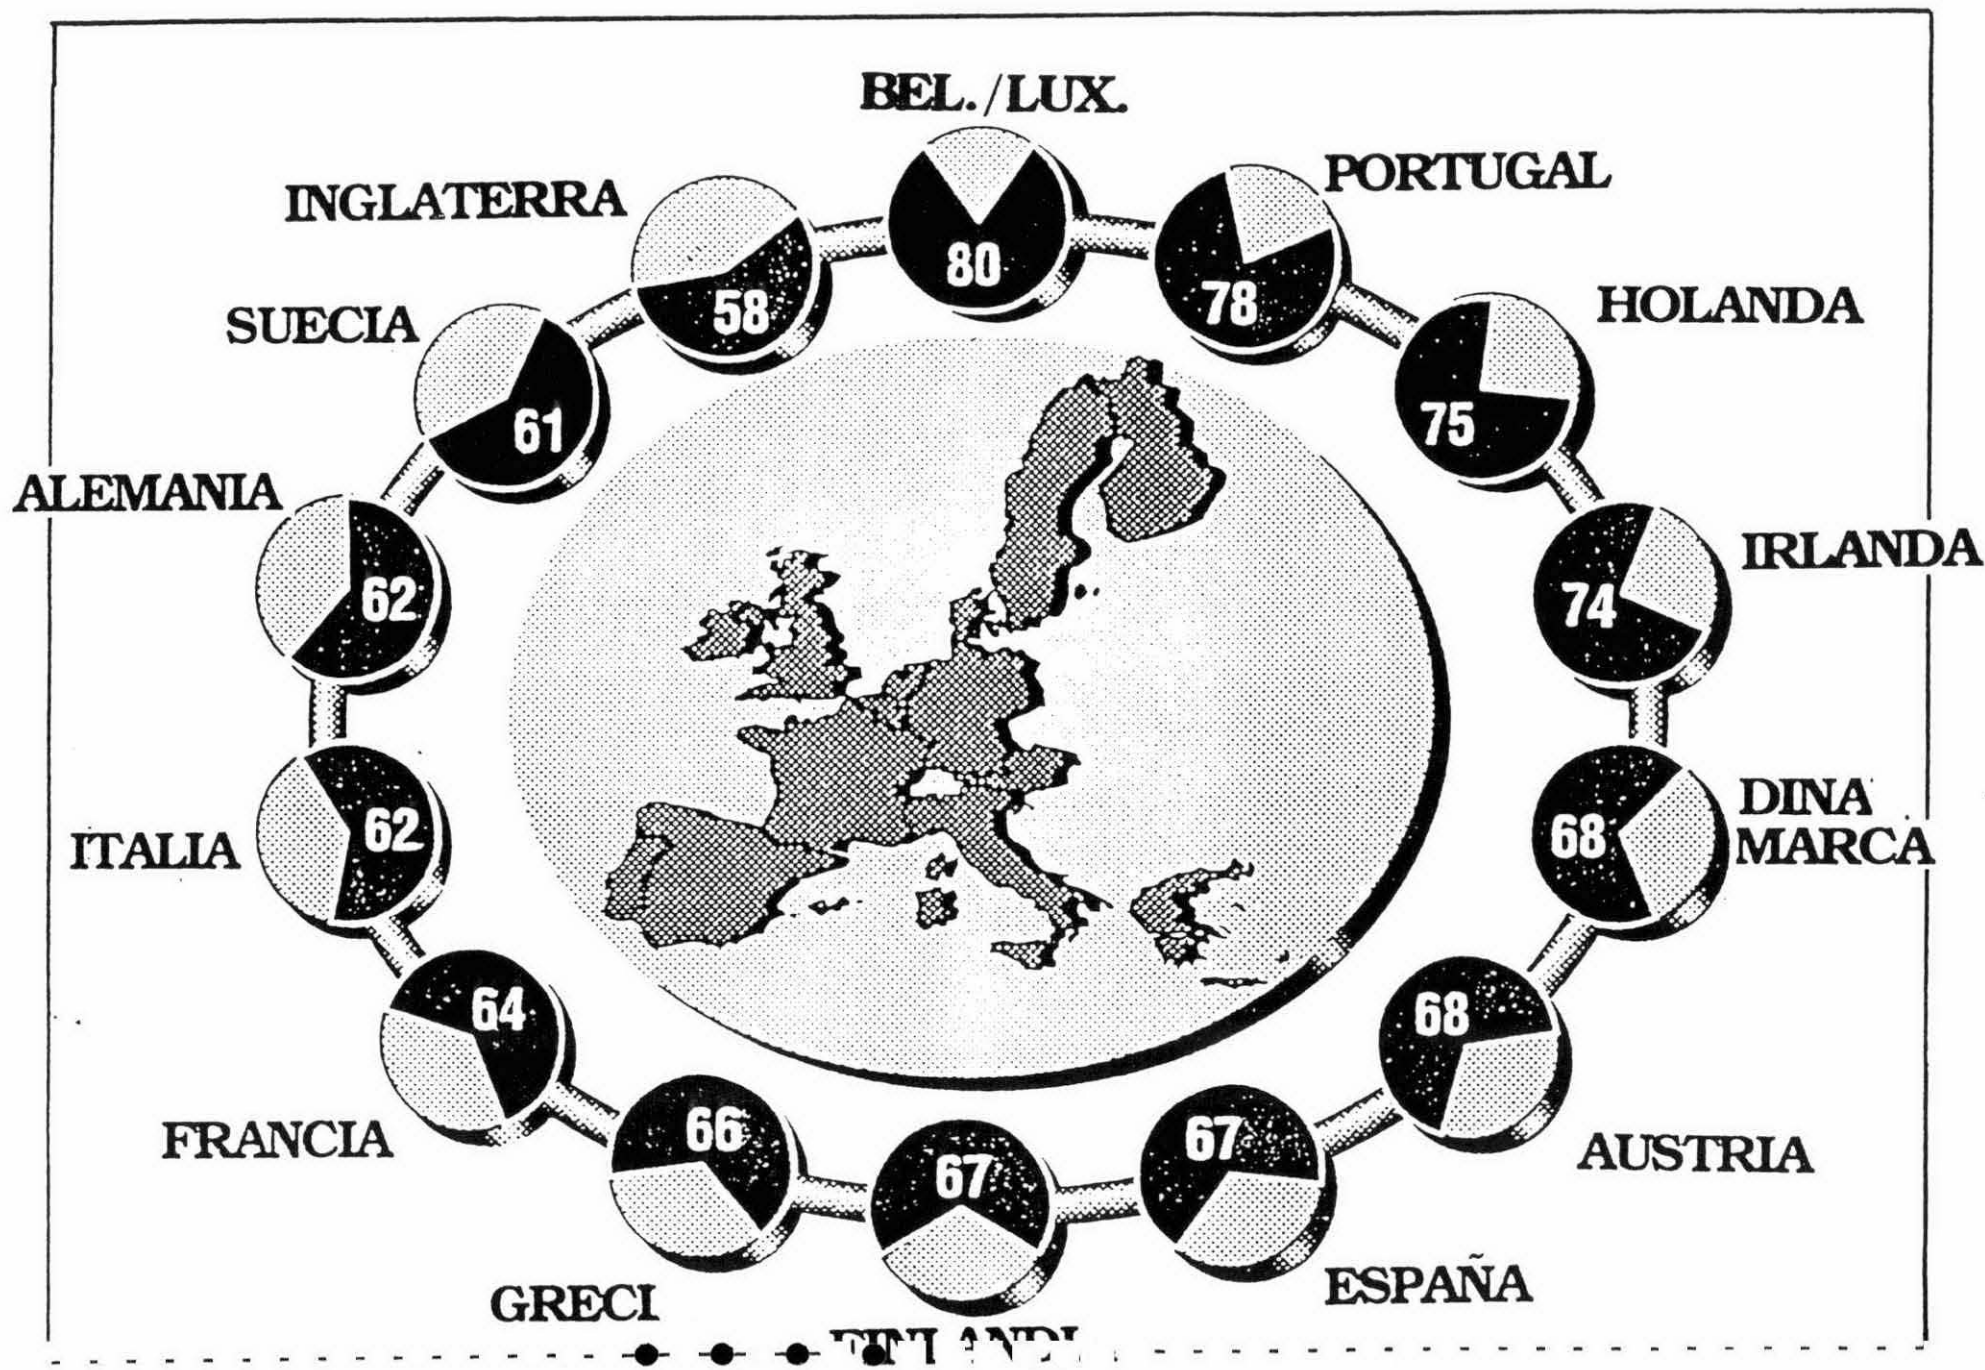 BEL./LUX.
PORTUGAL
INGLATERRA
HOLANDA
SUECIA
80
78
58
75
61
ALEMANIA
IRLANDA
62
74
DINA
MARCA
ITALIA
62
68
64
68
FRANCIA
66
67
67
AUSTRIA
ESPAÑA
GRECI
FINLANDI